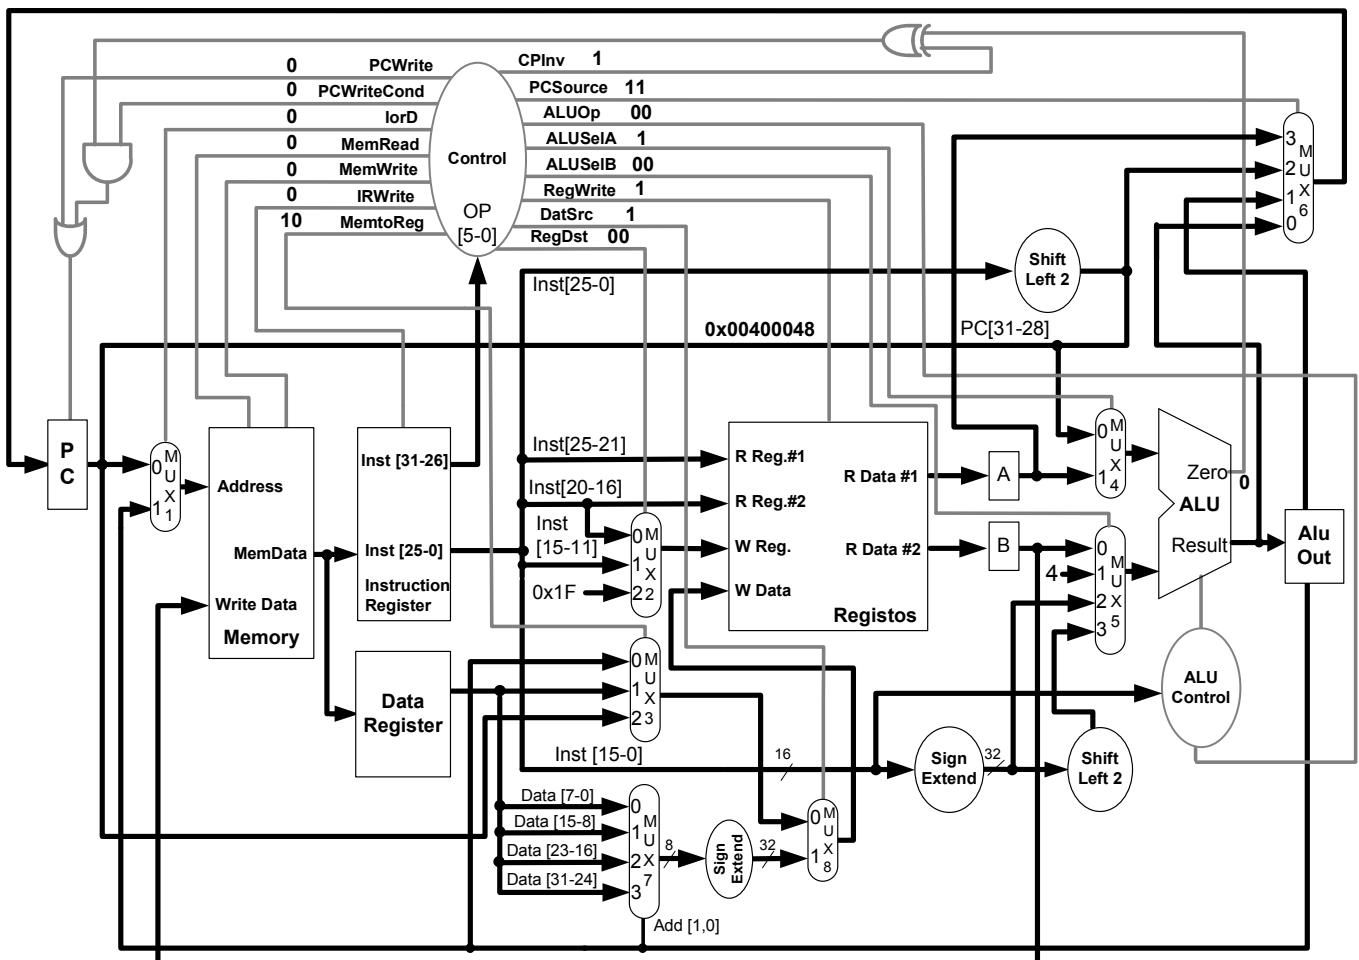 0 PCWrite
0 PCWriteCond
0 IorD
0 MemRead
0 MemWrite
0 IRWrite
10 MemtoReg
Control
OP
[5-0]
CPInv 1
PCSource 11
ALUOp 00
ALUSelA 1
ALUSelB 00
RegWrite 1
DatSrc 1
RegDst 00
3
2
1
0
M
U
X
6
Shift
Left 2
Inst[25-0]
0x00400048
PC[31-28]
P
C
0
1
M
U
X
1
Address
MemData
Write Data
Memory
Inst [31-26]
Inst [25-0]
Instruction
Register
Data
Register
Inst[25-21]
Inst[20-16]
Inst
[15-11]
0x1F
0
1
2
M
U
X
2
R Reg.#1
R Reg.#2
W Reg.
W Data
R Data #1
R Data #2
Registos
A
B
0
1
M
U
X
4
4
0
1
2
3
M
U
X
5
Zero
0
ALU
Result
Alu
Out
ALU
Control
0
1
2
M
U
X
3
Inst [15-0]
16
Sign
Extend
32
Shift
Left 2
Data [7-0]
Data [15-8]
Data [23-16]
Data [31-24]
0
1
2
3
M
U
X
7
8
Sign
Extend
32
0
1
M
U
X
8
Add [1,0]